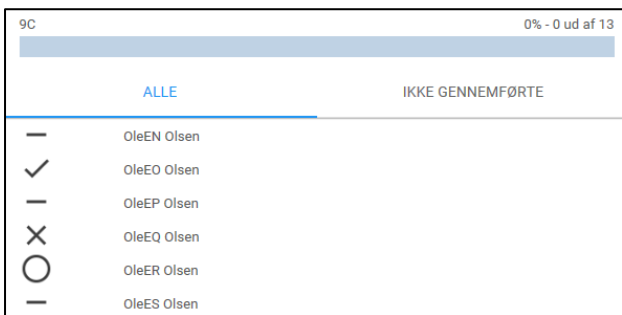 9C 0% - 0 ud af 13
ALLE IKKE GENNEMFØRTE
OleEN Olsen
OleEO Olsen
OleEP Olsen
OleEQ Olsen
OleER Olsen
OleES Olsen